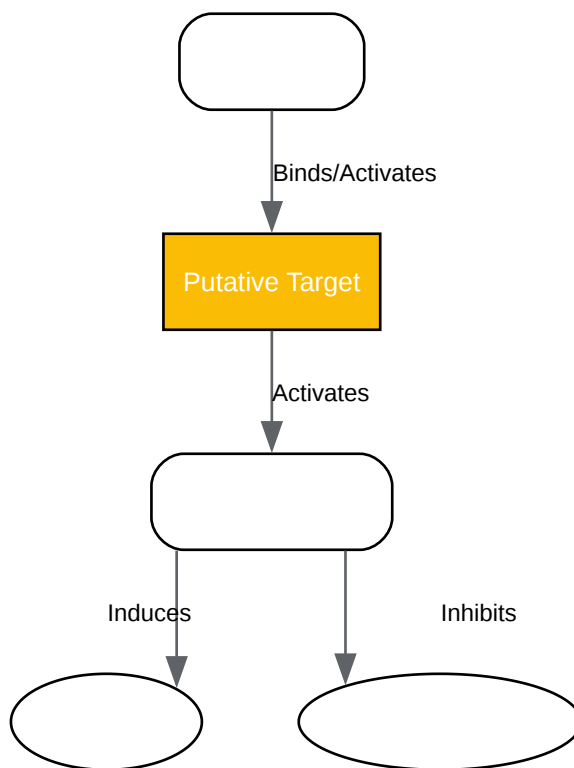 Binds/Activates
Putative Target
Activates
Induces
Inhibits